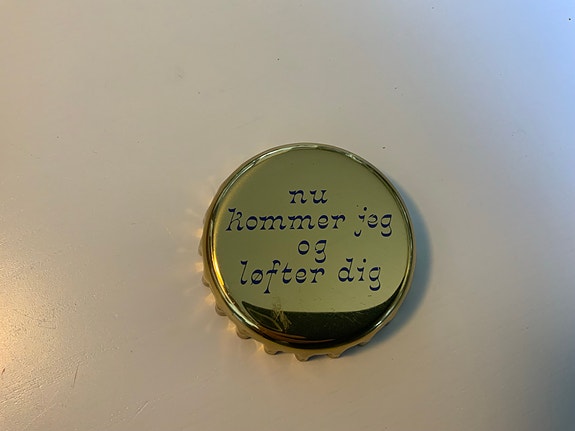 nu
kommer jeg
og
løfter dig